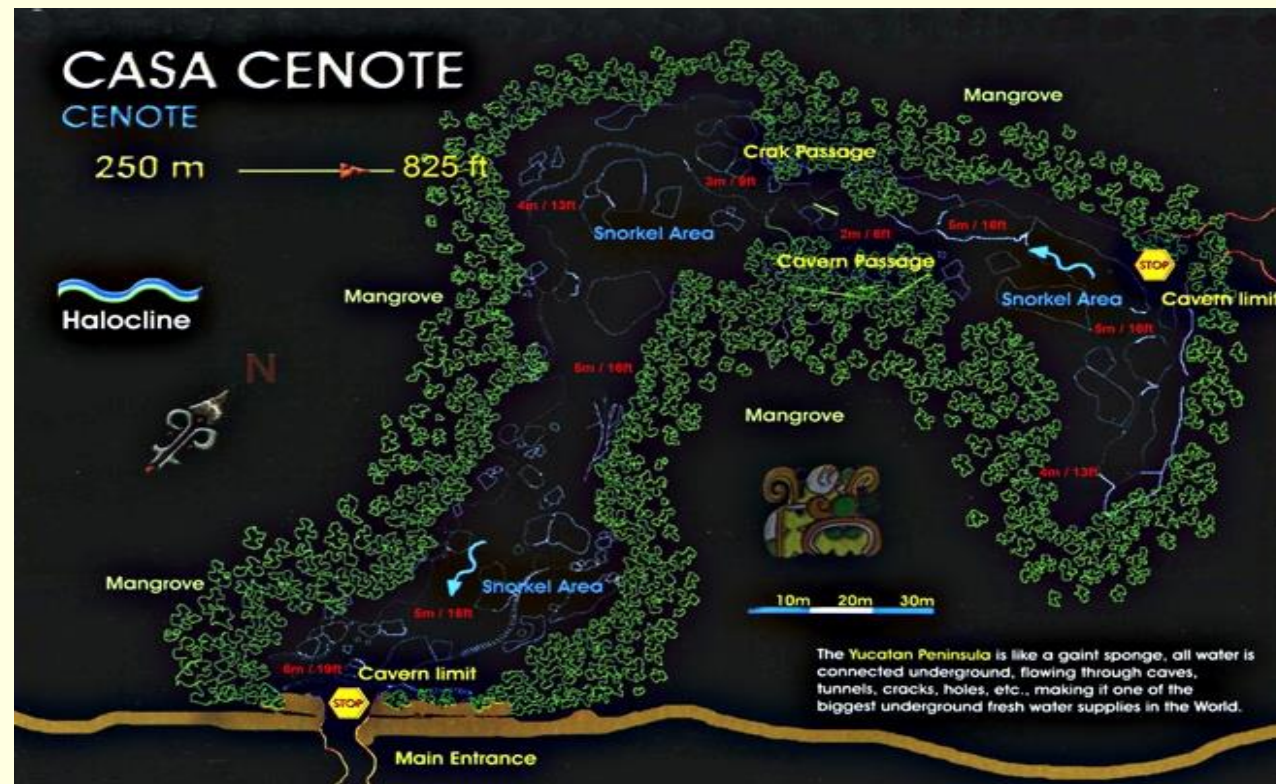 CASA CENOTE
CENOTE
250 m 825 ft
Mangrove
Crak Passage
3m / 9ft
4m / 13ft
Snorkel Area
2m / 6ft
5m / 16ft
Cavern Passage
STOP
Snorkel Area
Cavern limit
Mangrove
Halocline
5m / 16ft
N
5m / 16ft
Mangrove
4m / 13ft
Mangrove
Snorkel Area
10m 20m 30m
5m / 16ft
The Yucatan Peninsula is like a gaint sponge, all water is
connected underground, flowing through caves,
tunnels, cracks, holes, etc., making it one of the
biggest underground fresh water supplies in the World.
6m / 19ft
Cavern limit
STOP
Main Entrance